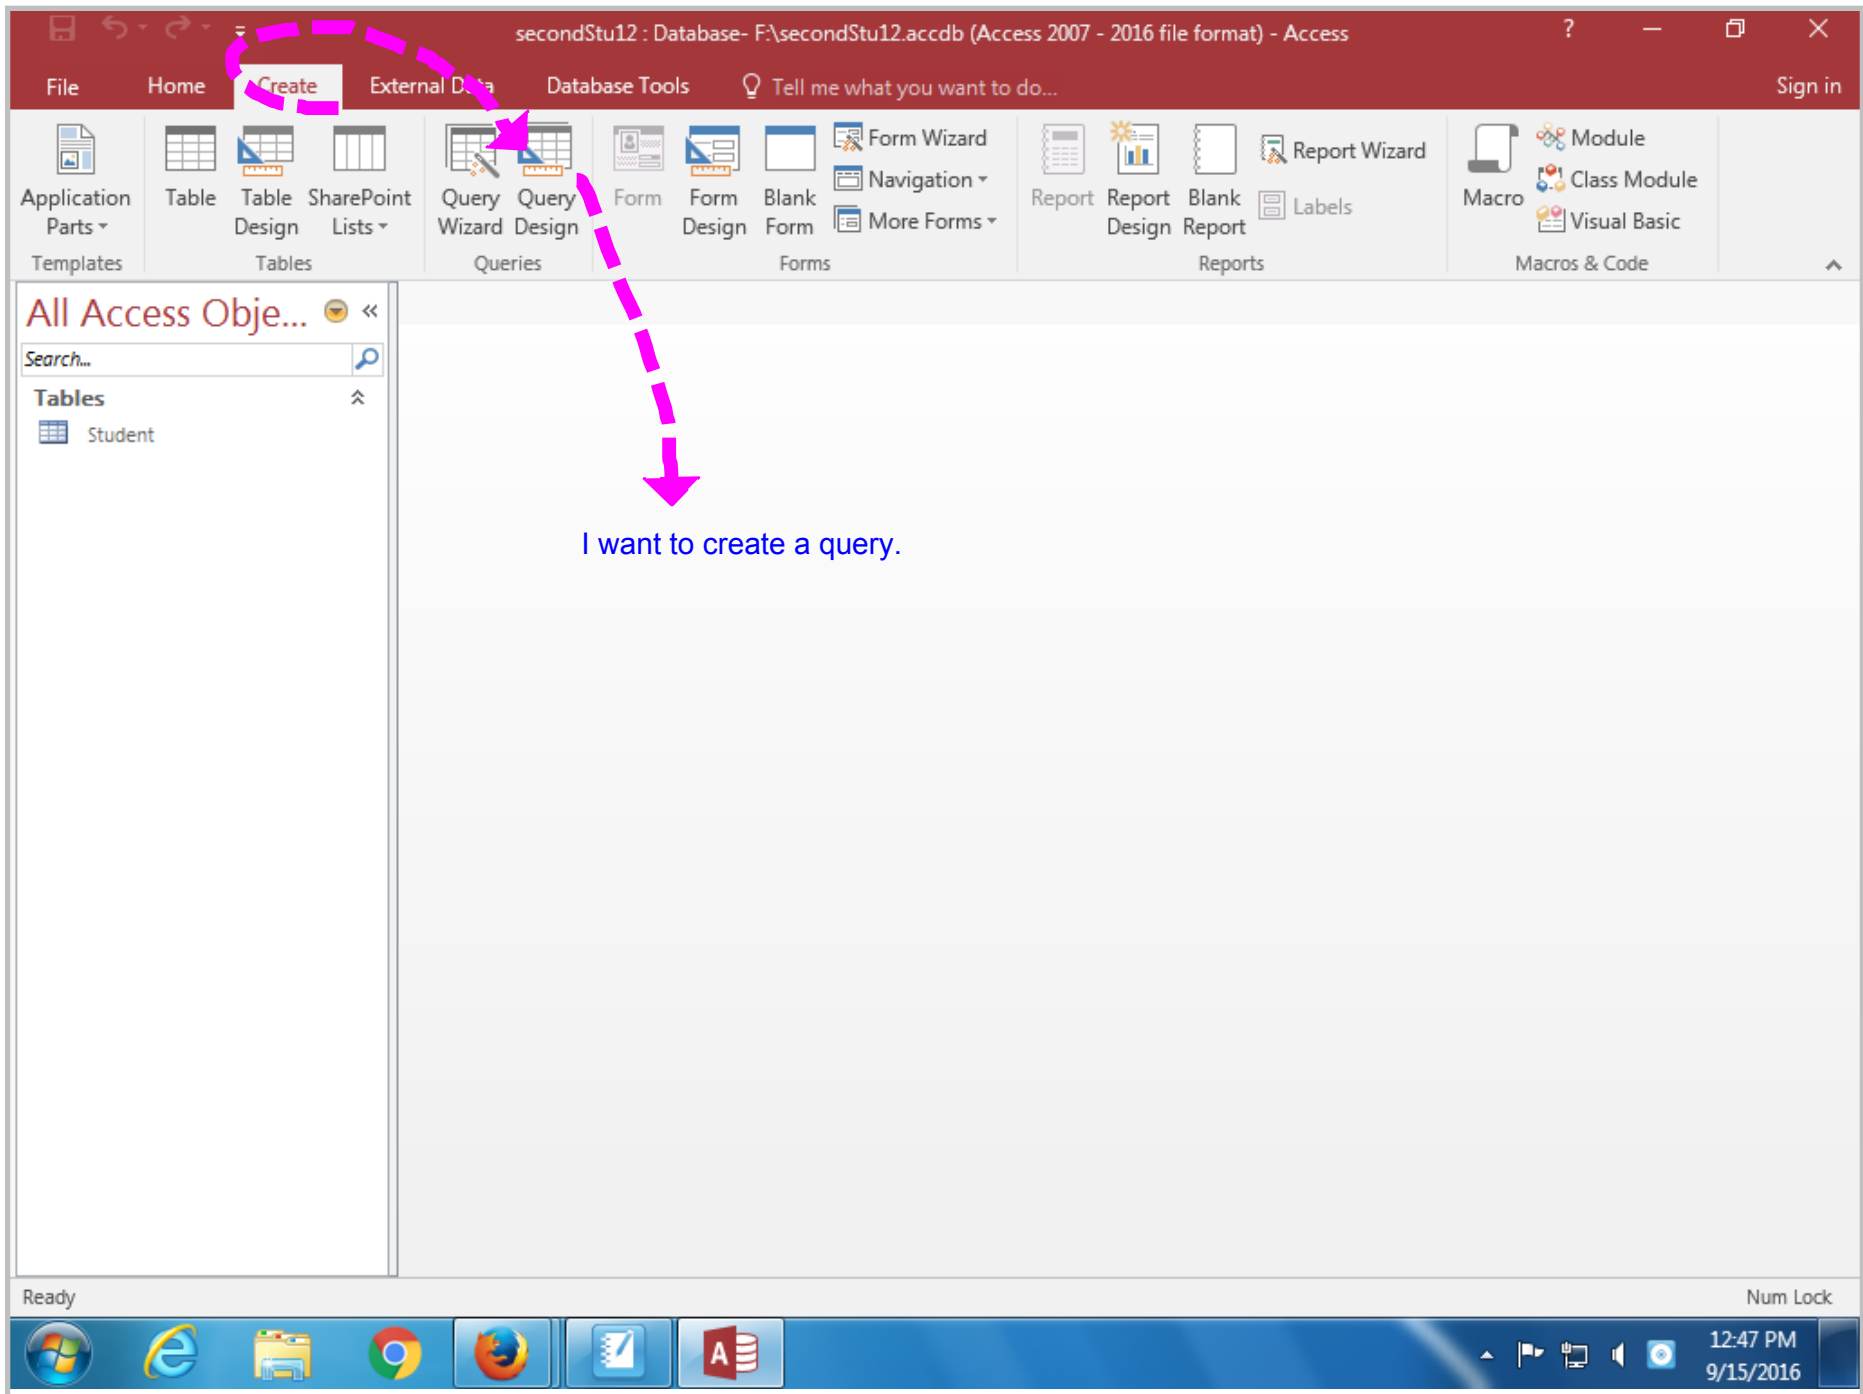 secondStu12 : Database- F:\secondStu12.accdb (Access 2007 - 2016 file format) - Access ?
File Home Create External Data Database Tools Tell me what you want to do... Sign in
Application Parts
Table
Table Design
SharePoint Lists
Query Wizard
Query Design
Form
Form Design
Blank Form
Form Wizard
Navigation
More Forms
Report
Report Design
Blank Report
Report Wizard
Labels
Macro
Module
Class Module
Visual Basic
Templates Tables Queries Forms Reports Macros & Code
All Access Obje...
Search...
Tables
Student
I want to create a query.
Ready Num Lock
12:47 PM
9/15/2016